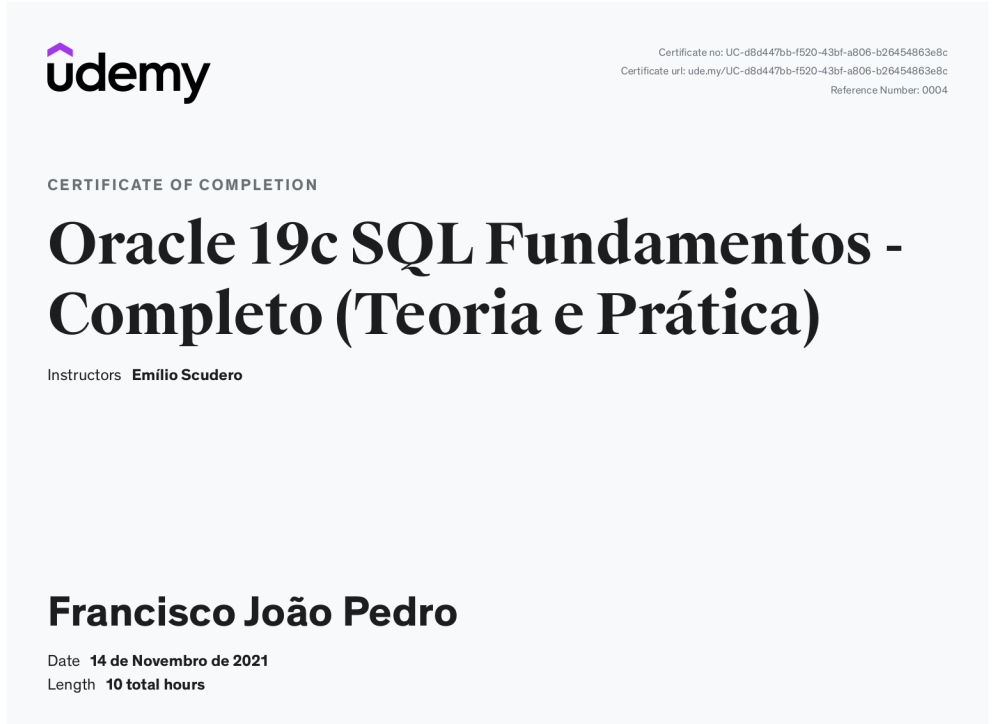 udemy
Certificate no: UC-d8d447bb-f520-43bf-a806-b26454863e8c
Certificate url: ude.my/UC-d8d447bb-f520-43bf-a806-b26454863e8c
Reference Number: 0004
CERTIFICATE OF COMPLETION
Oracle 19c SQL Fundamentos -
Completo (Teoria e Prática)
Instructors Emílio Scudero
Francisco João Pedro
Date 14 de Novembro de 2021
Length 10 total hours